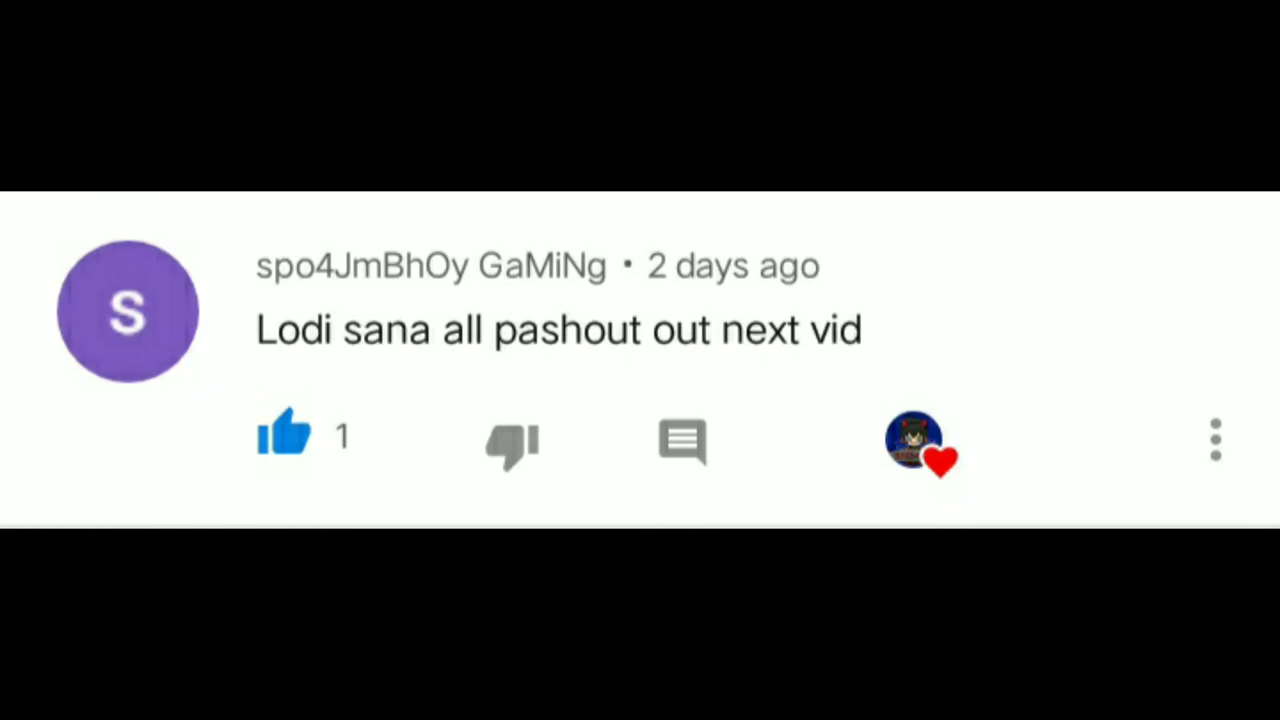 S
spo4JmBhOy GaMiNg • 2 days ago
Lodi sana all pashout out next vid
1